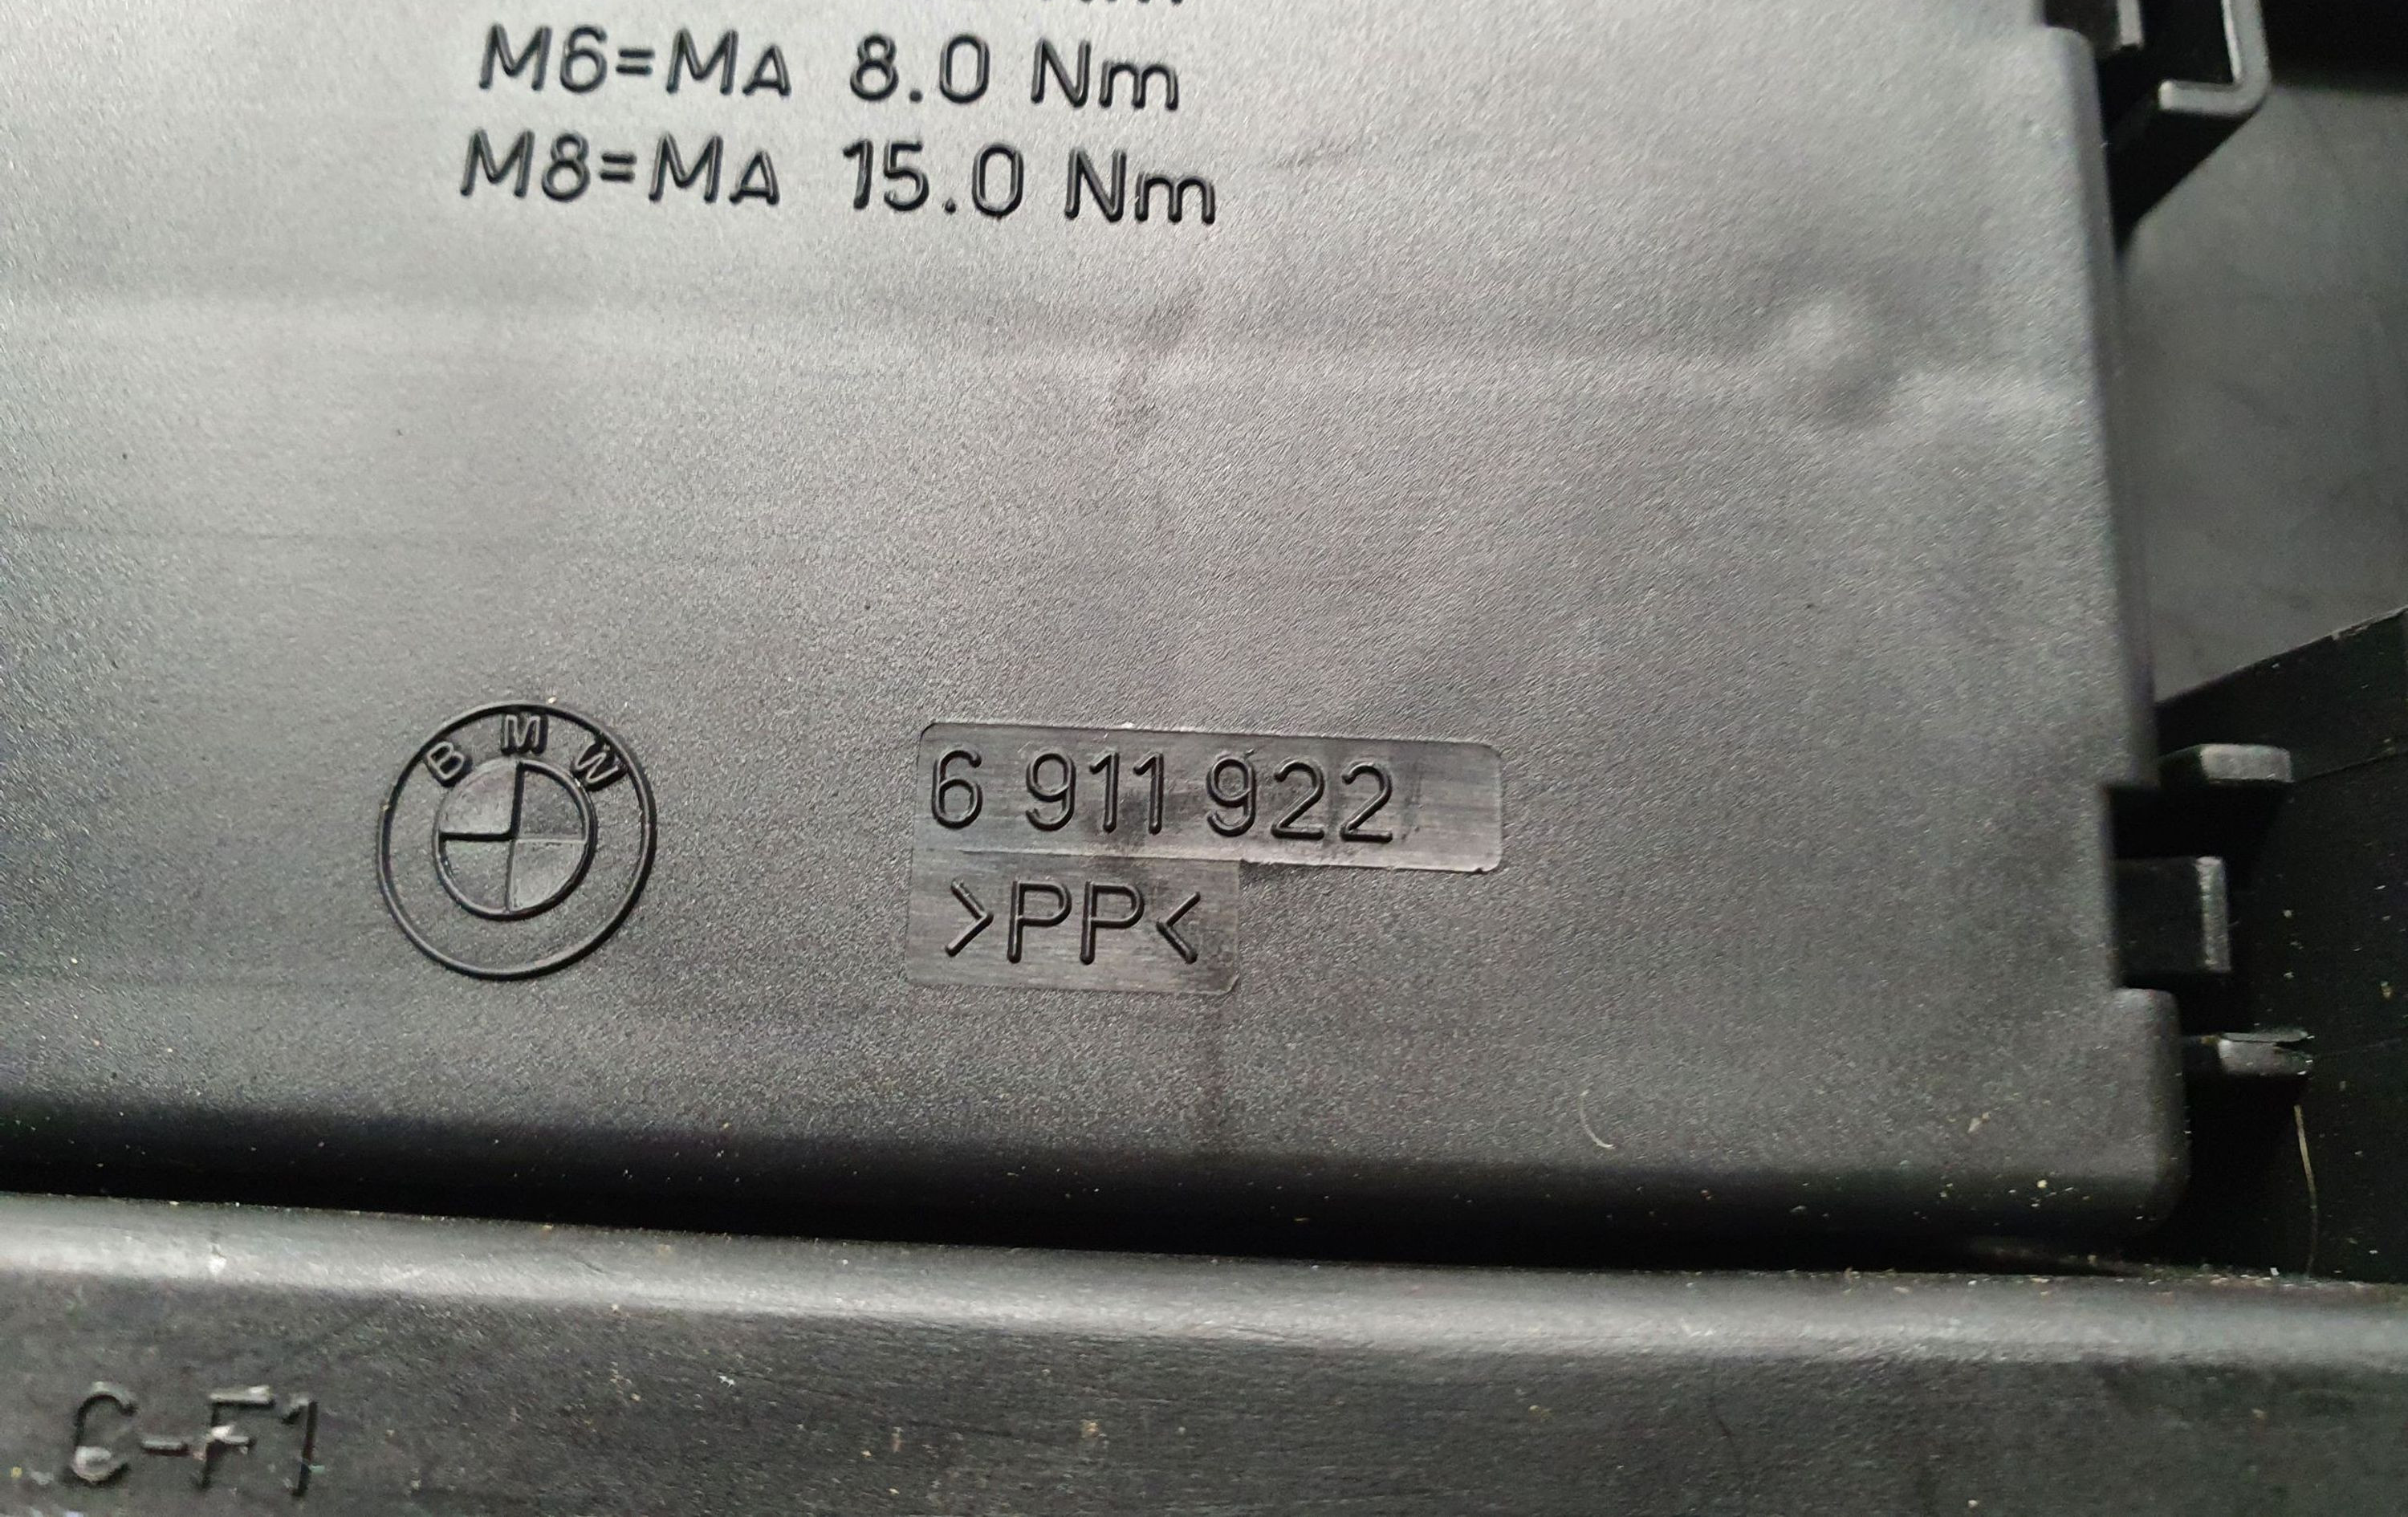 M6=MA 8.0 Nm
M8=MA 15.0 Nm
BMW
6 911 922
>PP<
C-F1